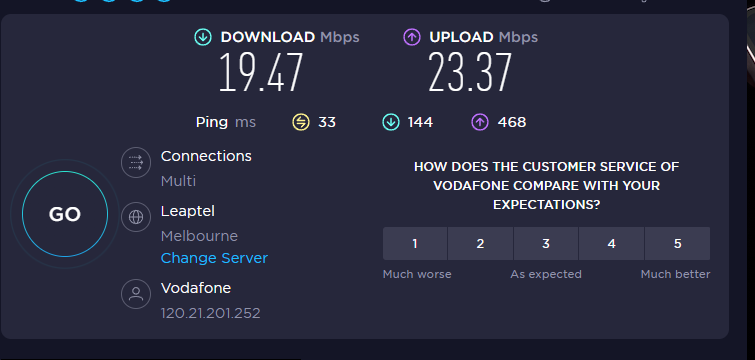 DOWNLOAD Mbps
19.47
UPLOAD Mbps
23.37
Ping ms 33 144 468
Connections
Multi
Leaptel
Melbourne
Change Server
Vodafone
120.21.201.252
GO
HOW DOES THE CUSTOMER SERVICE OF
VODAFONE COMPARE WITH YOUR
EXPECTATIONS?
1 2 3 4 5
Much worse As expected Much better